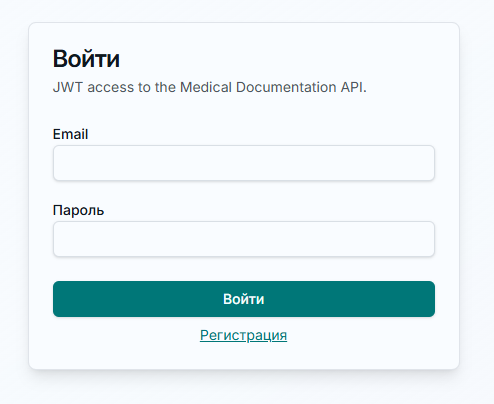 Войти
JWT access to the Medical Documentation API.
Email
Пароль
Войти
Регистрация